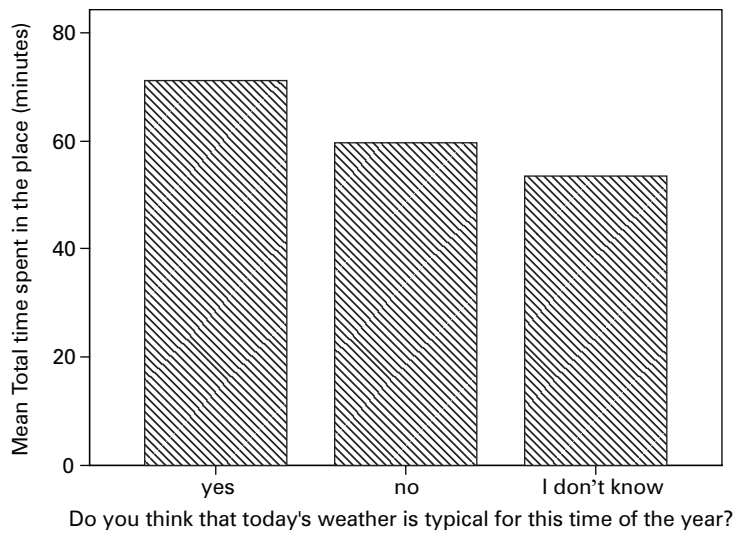 Mean Total time spent in the place (minutes)
80
60
40
20
0
yes no I don’t know
Do you think that today's weather is typical for this time of the year?